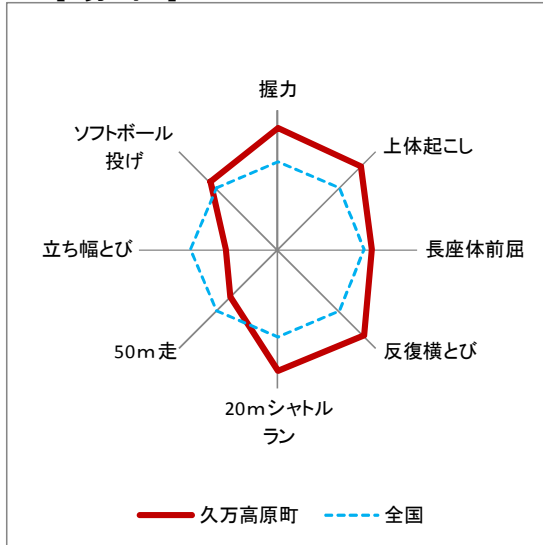 握力
上体起こし
長座体前屈
反復横とび
20mシャトル
ラン
50m走
立ち幅とび
ソフトボール
投げ
久万高原町
全国